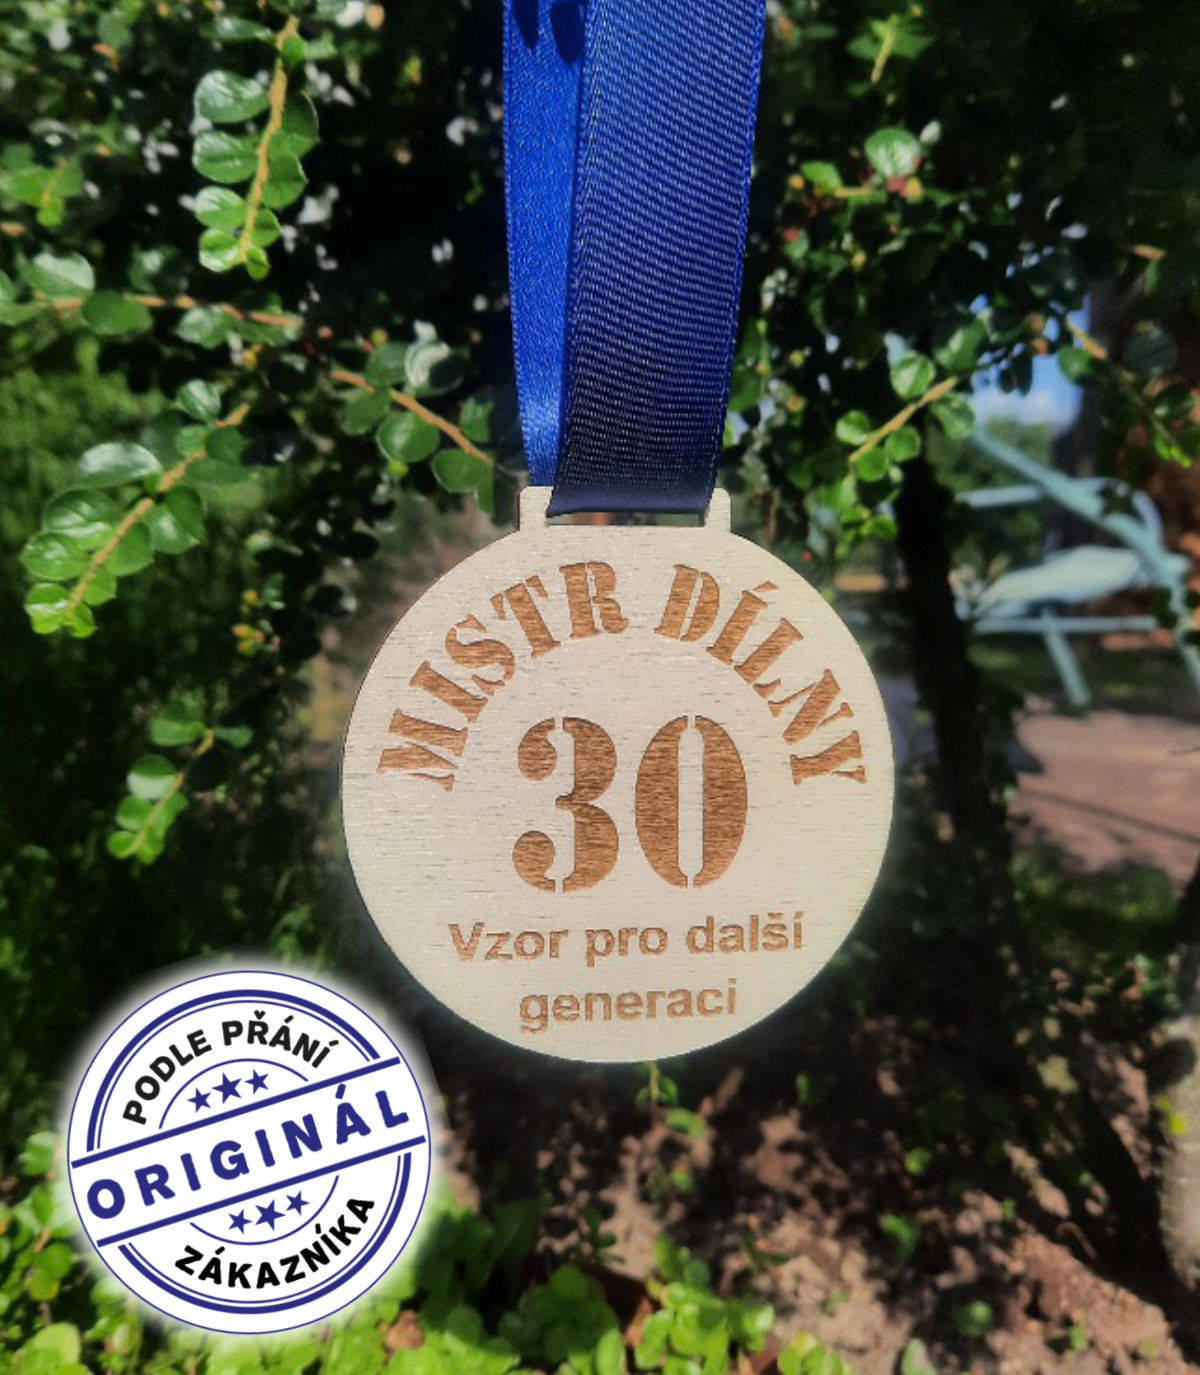 MISTR DÍLNY
30
Vzor pro další
generaci
PODLE PŘÁNÍ
ORIGINÁL
ZÁKAZNÍKA